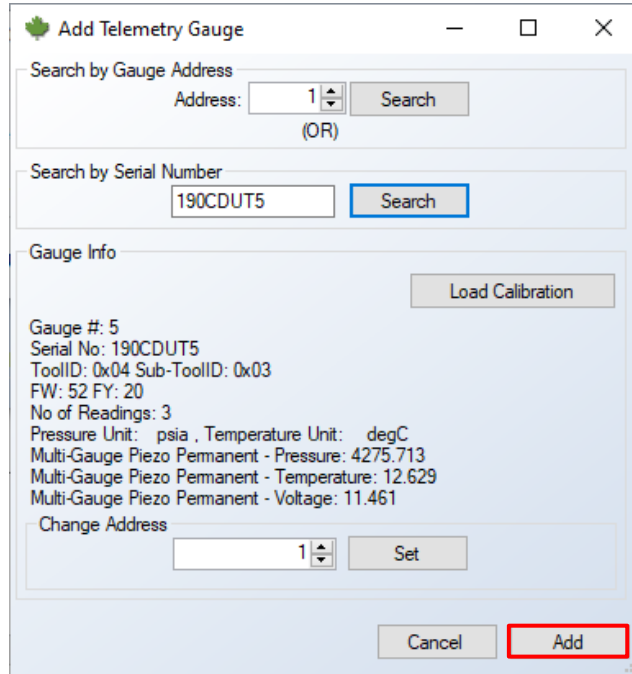 Add Telemetry Gauge
Search by Gauge Address
Address: 1 Search
(OR)
Search by Serial Number
190CDUT5 Search
Gauge Info
Load Calibration
Gauge #: 5
Serial No: 190CDUT5
ToolID: 0x04 Sub-ToolID: 0x03
FW: 52 FY: 20
No of Readings: 3
Pressure Unit: psia , Temperature Unit: degC
Multi-Gauge Piezo Permanent - Pressure: 4275.713
Multi-Gauge Piezo Permanent - Temperature: 12.629
Multi-Gauge Piezo Permanent - Voltage: 11.461
Change Address
1 Set
Cancel Add